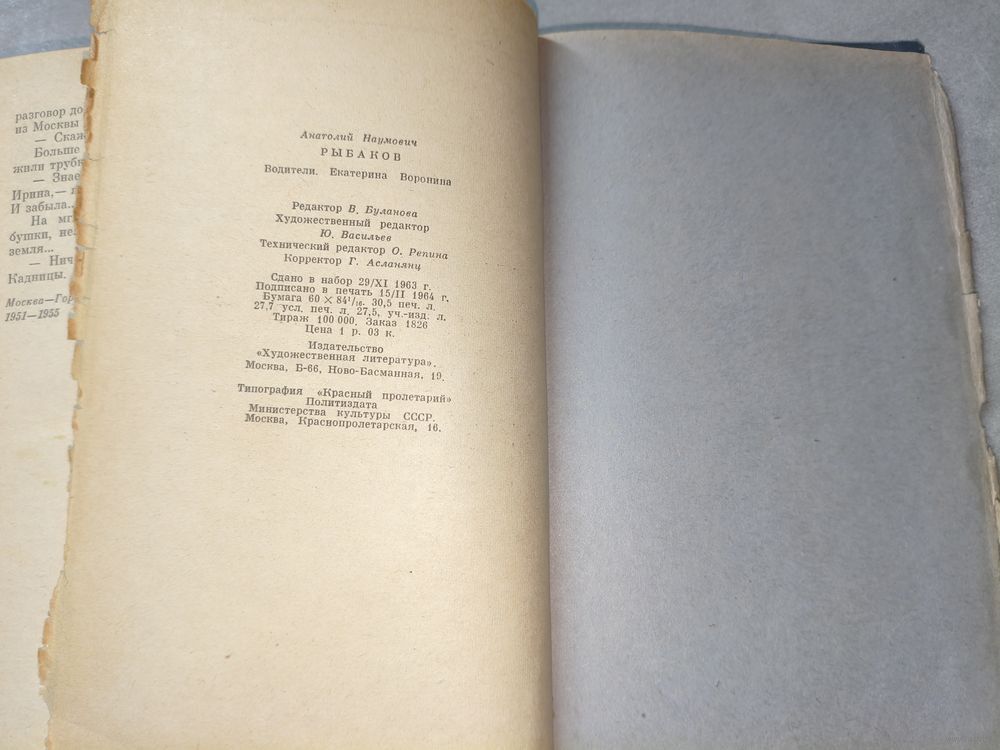 разговор до
из Москвы
— Скаж
Больше
жили трубк
— Знае
Ирина,—
И забыла..
На мг
бушки, не
земля...
— Нич
Кадницы.
Москва—Гор
1951—1955
Анатолий Наумович
РЫБАКОВ
Водители. Екатерина Воронина
Редактор В. Буланова
Художественный редактор
Ю. Васильев
Технический редактор О. Репина
Корректор Г. Асланянц
Сдано в набор 29/XI 1963 г.
Подписано в печать 15/II 1964 г.
Бумага 60 × 84¹/₁₆. 30,5 печ. л.
27,7 усл. печ. л. 27,5, уч.-изд. л.
Тираж 100 000. Заказ 1826
Цена 1 р. 03 к.
Издательство
«Художественная литература».
Москва, Б-66, Ново-Басманная, 19.
Типография «Красный пролетарий»
Политиздата
Министерства культуры СССР.
Москва, Краснопролетарская, 16.